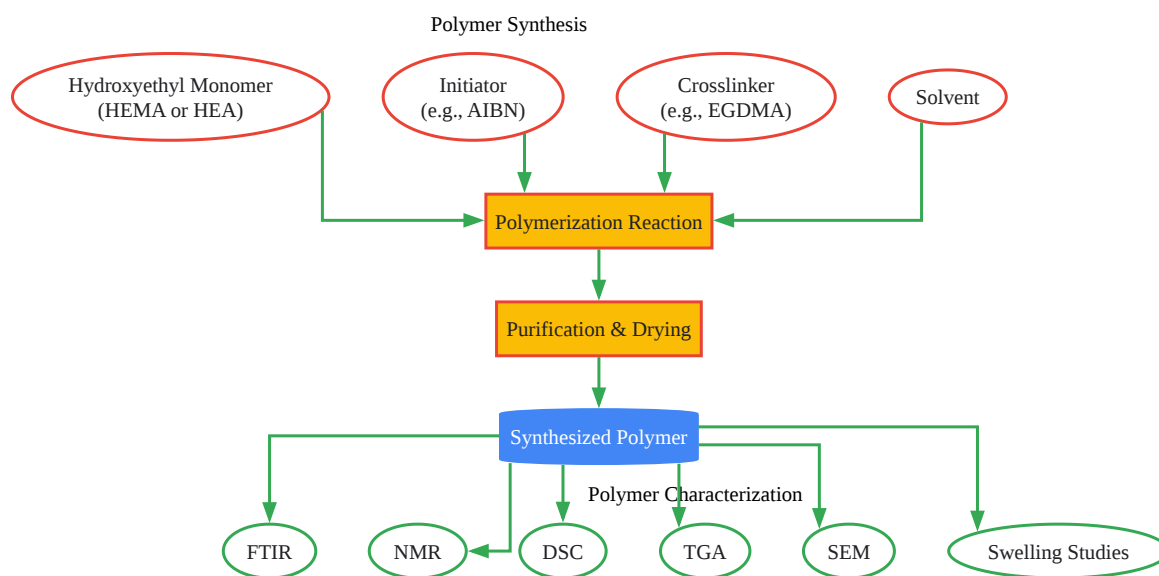 Polymer Synthesis
Hydroxyethyl Monomer
(HEMA or HEA)
Initiator
(e.g., AIBN)
Crosslinker
(e.g., EGDMA)
Solvent
Polymerization Reaction
Purification & Drying
Synthesized Polymer
Polymer Characterization
FTIR
NMR
DSC
TGA
SEM
Swelling Studies